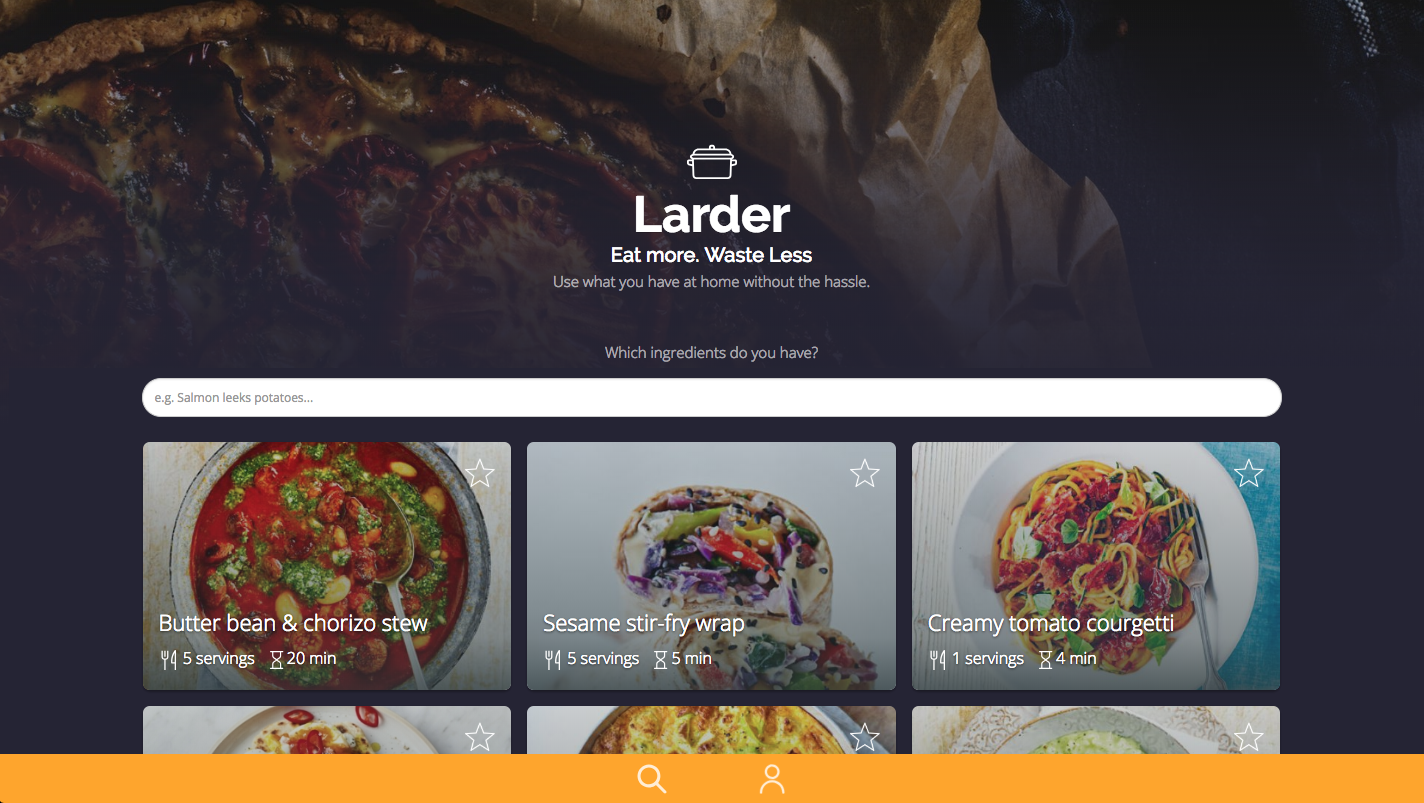 Larder
Eat more. Waste Less
Use what you have at home without the hassle.
Which ingredients do you have?
e.g. Salmon leeks potatoes...
Butter bean & chorizo stew
5 servings 20 min
Sesame stir-fry wrap
5 servings 5 min
Creamy tomato courgetti
1 servings 4 min